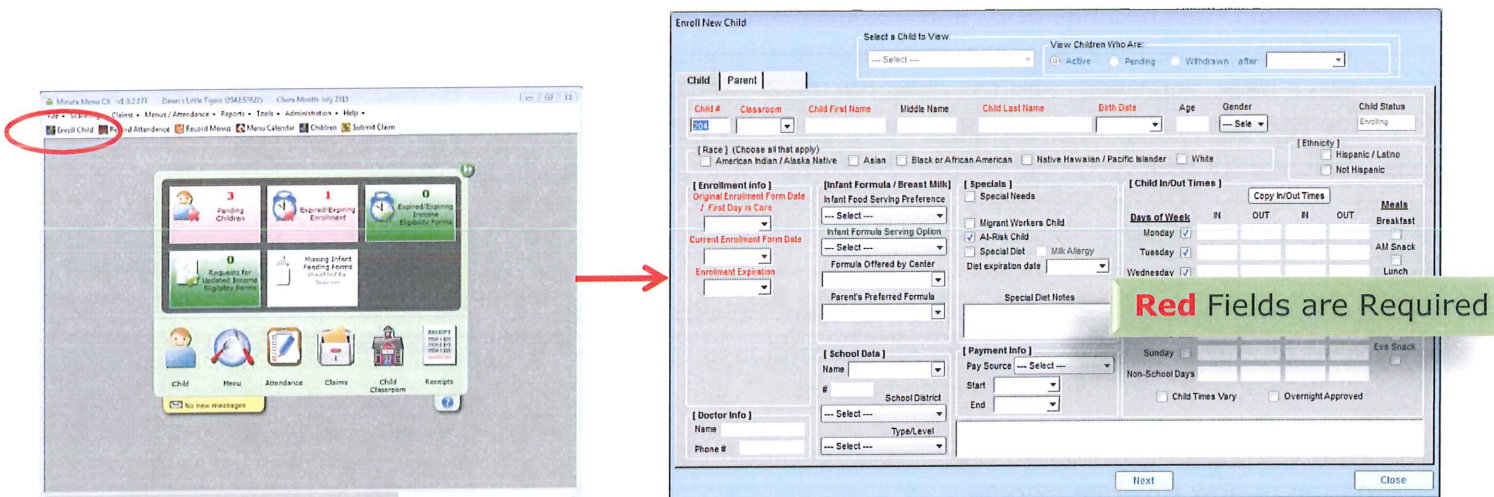 Minute Menu CX v1.3.2.177 Dawn's Little Tigers Claim Month: July 2013
File • Scanning Claims • Menus / Attendance • Reports • Tools • Administration • Help •
Enroll Child Record Attendance Record Menus Menu Calendar Children Submit Claim
3
Pending
Children
1
Expired/Expiring
Enrollment
0
Expired/Expiring
Income
Eligibility Forms
0
Requests for
Updated Income
Eligibility Forms
Missing Infant
Feeding Forms
Child
Menu
Attendance
Claims
Child
Classroom
RECEIPT
Receipts
No new messages
?
Enroll New Child
Select a Child to View
--- Select ---
View Children Who Are:
Active Pending Withdrawn after
Child Parent
Child # Classroom Child First Name Middle Name Child Last Name Birth Date Age Gender Child Status
204 --- Sele Enrolling
[ Race ] (Choose all that apply)
American Indian / Alaska Native Asian Black or African American Native Hawaiian / Pacific Islander White
[ Ethnicity ]
Hispanic / Latino
Not Hispanic
[ Enrollment info ]
Original Enrollment Form Date
/ First Day in Care
Current Enrollment Form Date
Enrollment Expiration
[ Doctor Info ]
Name
Phone #
[Infant Formula / Breast Milk]
Infant Food Serving Preference
--- Select ---
Infant Formula Serving Option
--- Select ---
Formula Offered by Center
Parent's Preferred Formula
[ School Data ]
Name
#
School District
--- Select ---
Type/Level
--- Select ---
[ Specials ]
Special Needs
Migrant Workers Child
At-Risk Child
Special Diet Milk Allergy
Diet expiration date
Special Diet Notes
[ Payment Info ]
Pay Source --- Select ---
Start
End
[ Child In/Out Times ]
Copy In/Out Times
Days of Week IN OUT IN OUT Meals
Monday Breakfast
Tuesday AM Snack
Wednesday Lunch
Red Fields are Required
Sunday Eve Snack
Non-School Days
Child Times Vary Overnight Approved
Next
Close